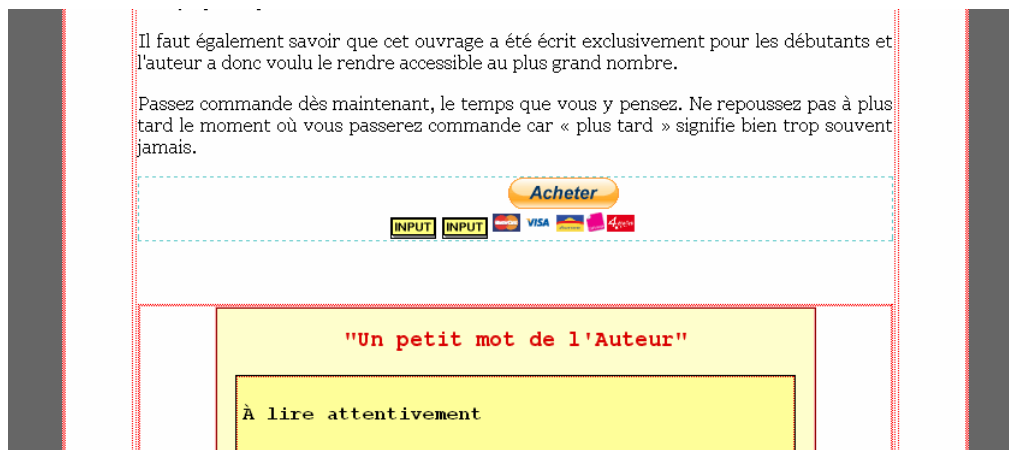 Il faut également savoir que cet ouvrage a été écrit exclusivement pour les débutants et
l'auteur a donc voulu le rendre accessible au plus grand nombre.
Passez commande dès maintenant, le temps que vous y pensez. Ne repoussez pas à plus
tard le moment où vous passerez commande car « plus tard » signifie bien trop souvent
jamais.
Acheter
INPUT INPUT MasterCard VISA
"Un petit mot de l'Auteur"
À lire attentivement